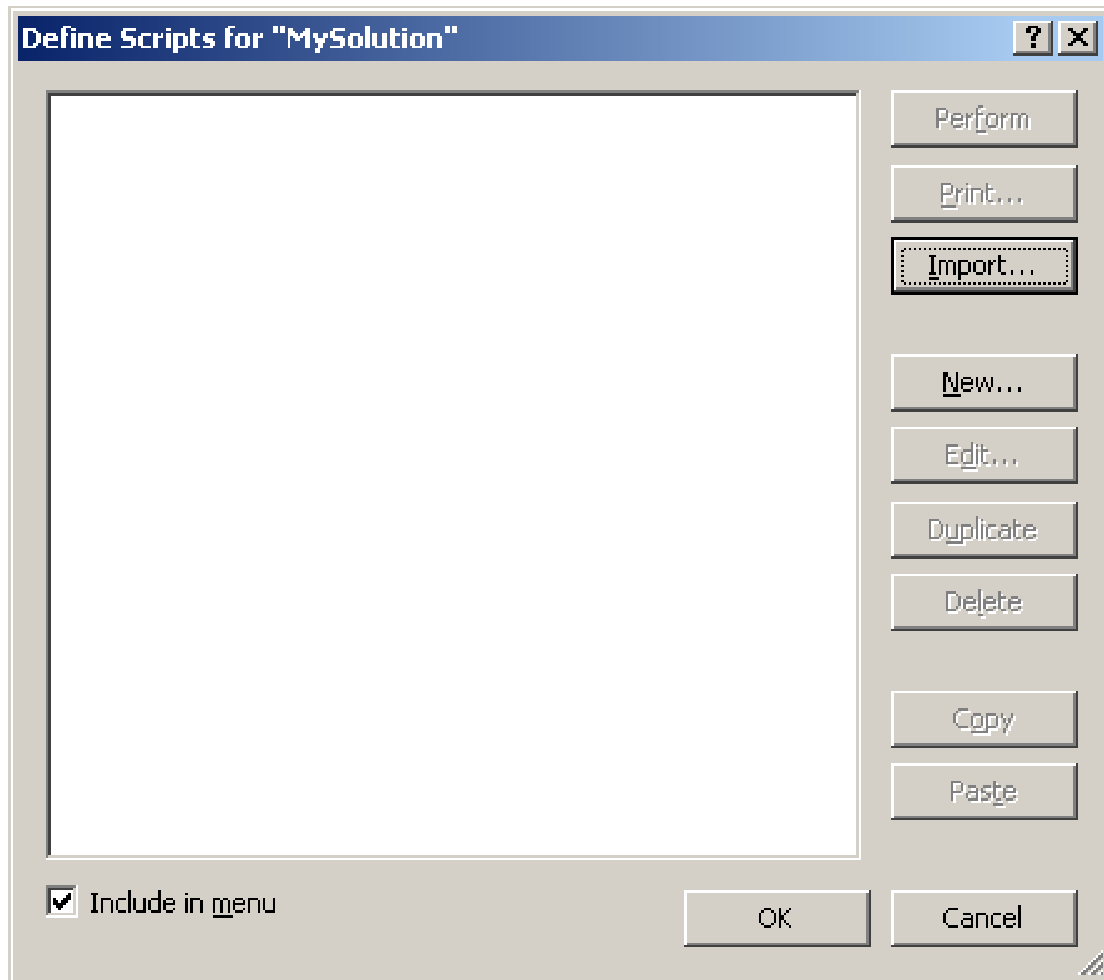 Define Scripts for "MySolution"
Perform
Print...
Import...
New...
Edit...
Duplicate
Delete
Copy
Paste
Include in menu
OK
Cancel